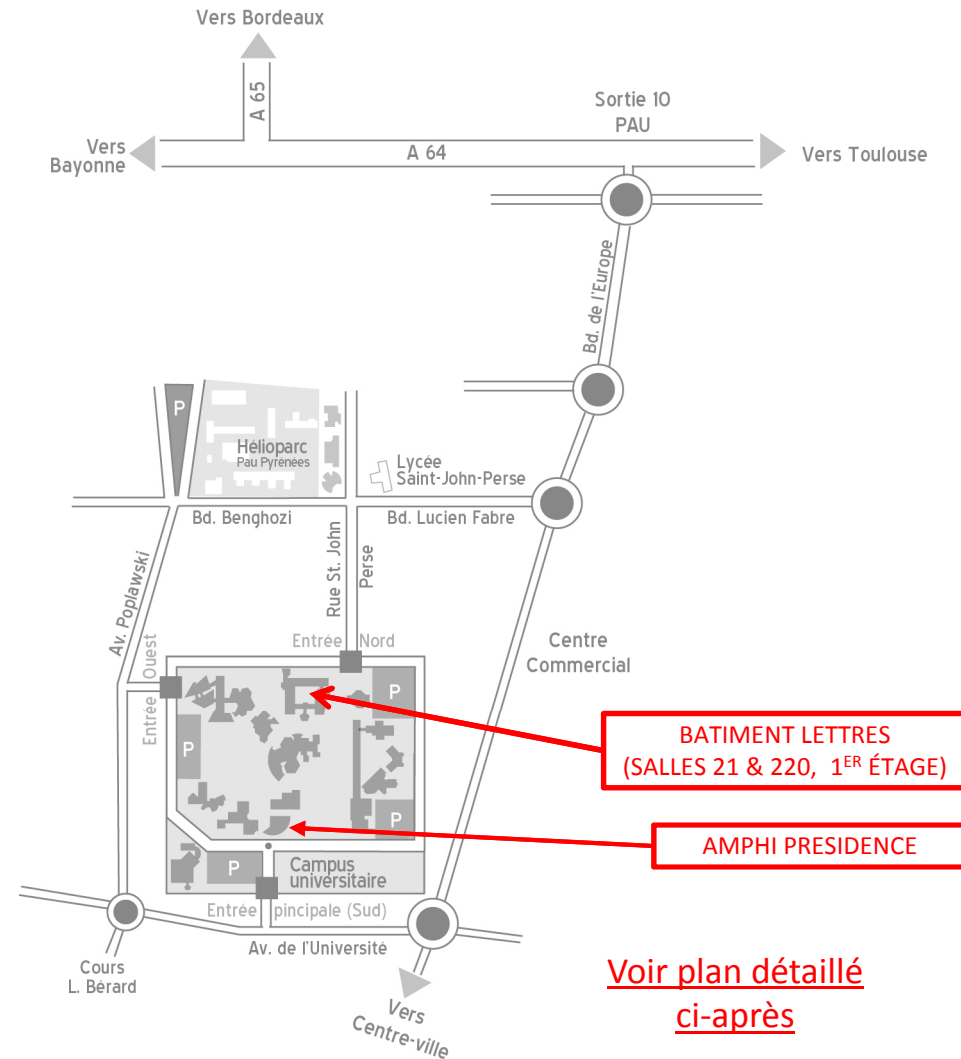 Vers Bordeaux
A 65
Sortie 10
PAU
Vers
Bayonne
A 64
Vers Toulouse
Bd. de l'Europe
P
Hélioparc
Pau Pyrénées
Lycée
Saint-John-Perse
Bd. Benghozi
Bd. Lucien Fabre
Av. Poplawski
Rue St. John
Perse
Entrée Nord
Centre
Commercial
Entrée Ouest
P
P
BATIMENT LETTRES
(SALLES 21 & 220, 1ER ÉTAGE)
P
AMPHI PRESIDENCE
P
Campus
universitaire
Entrée pincipale (Sud)
Av. de l'Université
Cours
L. Bérard
Vers
Centre-ville
Voir plan détaillé
ci-après